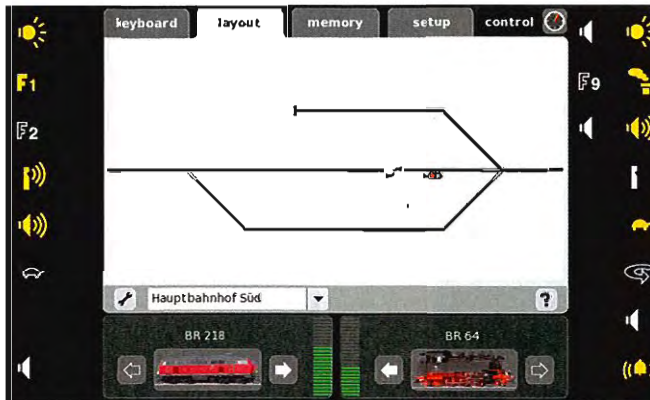 keyboard layout memory setup control
F1
F9
F2
Hauptbahnhof Süd ?
BR 218 BR 64